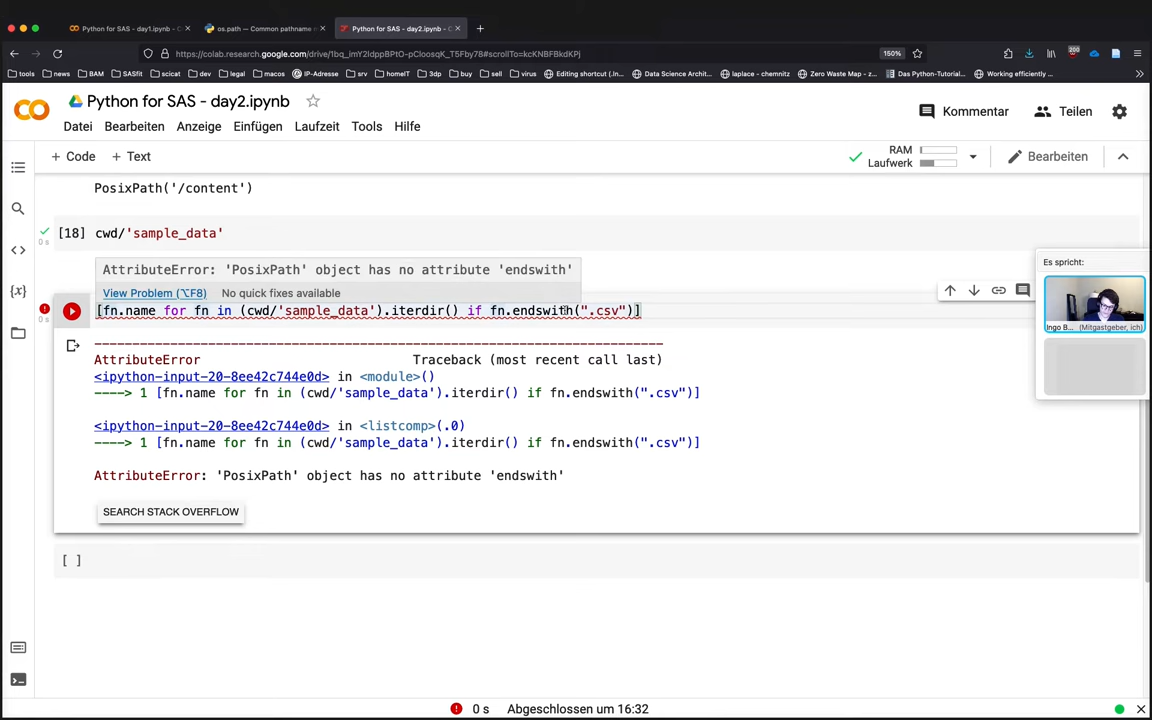 Python for SAS - day1.ipynb - C
os.path — Common pathname m
Python for SAS - day2.ipynb - C
https://colab.research.google.com/drive/1bq_imY2IdppBPtO-pCIoosqK_T5Fby78#scrollTo=kcKNBFBkdKPj
150%
200
tools
news
BAM
SASfit
scicat
dev
legal
macos
IP-Adresse
srv
homeIT
3dp
buy
sell
virus
Editing shortcut (.In...
Data Science Archit...
laplace - chemnitz
Zero Waste Map - Z...
Das Python-Tutorial...
Working efficiently ...
Python for SAS - day2.ipynb
Kommentar
Teilen
Datei Bearbeiten Anzeige Einfügen Laufzeit Tools Hilfe
+ Code + Text
RAM
Laufwerk
Bearbeiten
PosixPath('/content')
[18] cwd/'sample_data'
0 s
AttributeError: 'PosixPath' object has no attribute 'endswith'
View Problem (⌥F8) No quick fixes available
[fn.name for fn in (cwd/'sample_data').iterdir() if fn.endswith(".csv")]
0 s
---------------------------------------------------------------------------
AttributeError Traceback (most recent call last)
<ipython-input-20-8ee42c744e0d> in <module>()
----> 1 [fn.name for fn in (cwd/'sample_data').iterdir() if fn.endswith(".csv")]
<ipython-input-20-8ee42c744e0d> in <listcomp>(.0)
----> 1 [fn.name for fn in (cwd/'sample_data').iterdir() if fn.endswith(".csv")]
AttributeError: 'PosixPath' object has no attribute 'endswith'
SEARCH STACK OVERFLOW
[ ]
Es spricht:
Ingo B... (Mitgastgeber, ich)
0 s Abgeschlossen um 16:32